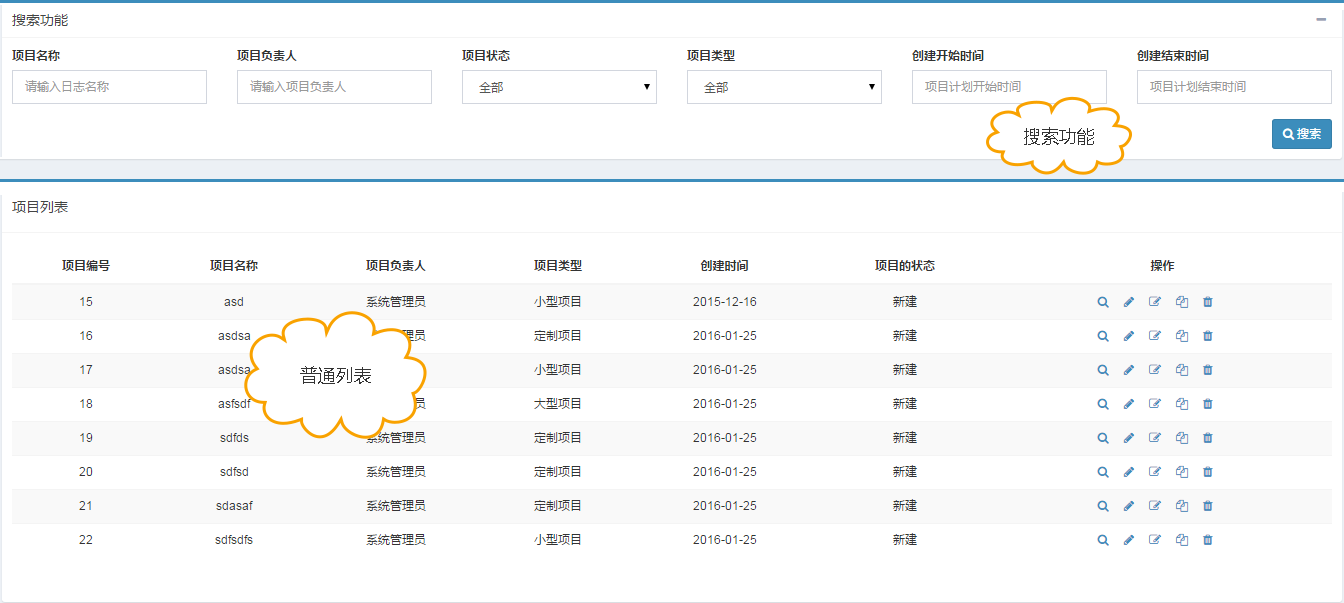 搜索功能
项目名称 项目负责人 项目状态 项目类型 创建开始时间 创建结束时间
请输入日志名称 请输入项目负责人 全部 全部 项目计划开始时间 项目计划结束时间
搜索功能 搜索
项目列表
项目编号 项目名称 项目负责人 项目类型 创建时间 项目的状态 操作
15 asd 系统管理员 小型项目 2015-12-16 新建
16 asdsa 理员 定制项目 2016-01-25 新建
17 asdsa 小型项目 2016-01-25 新建
普通列表
18 asfsdf 员 大型项目 2016-01-25 新建
19 sdfds 系统管理员 定制项目 2016-01-25 新建
20 sdfsd 系统管理员 定制项目 2016-01-25 新建
21 sdasaf 系统管理员 定制项目 2016-01-25 新建
22 sdfsdfs 系统管理员 小型项目 2016-01-25 新建